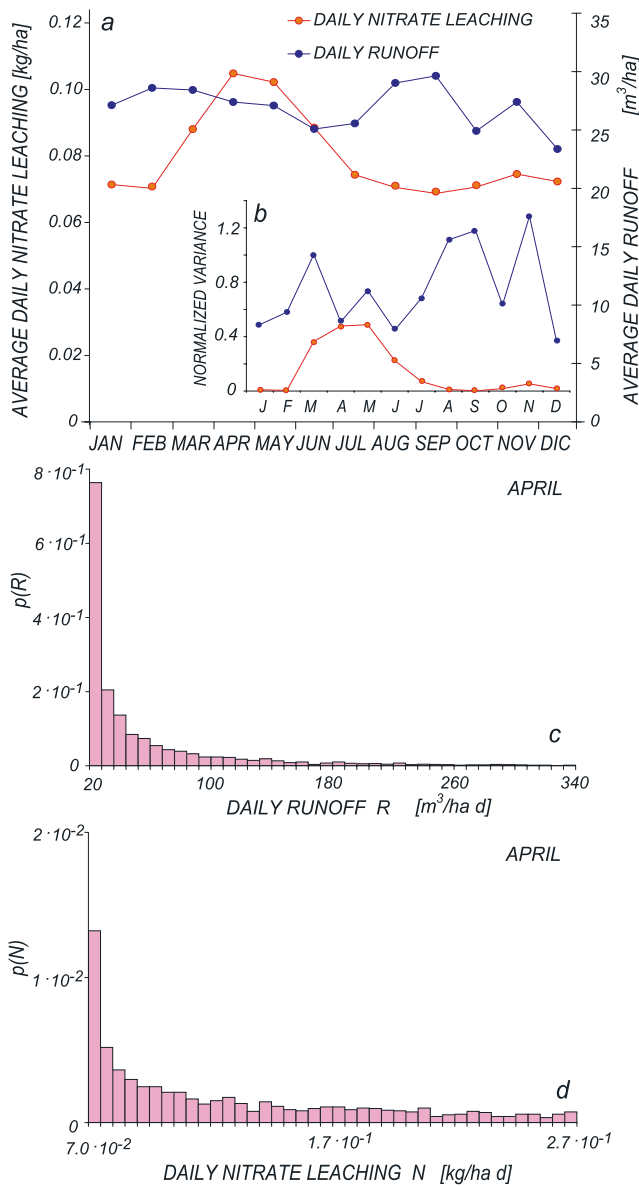 a
DAILY NITRATE LEACHING
DAILY RUNOFF
AVERAGE DAILY NITRATE LEACHING [kg/ha]
0.12
0.10
0.08
0.06
0.04
0.02
0
35
30
25
20
15
10
5
0
[m³/ha]
AVERAGE DAILY RUNOFF
b
NORMALIZED VARIANCE
1.2
0.8
0.4
0
J F M A M J J A S O N D
JAN FEB MAR APR MAY JUN JUL AUG SEP OCT NOV DIC
APRIL
p(R)
8·10⁻¹
6·10⁻¹
4·10⁻¹
2·10⁻¹
0
c
20 100 180 260 340
DAILY RUNOFF R [m³/ha d]
APRIL
p(N)
2·10⁻²
1·10⁻²
0
d
7.0·10⁻² 1.7·10⁻¹ 2.7·10⁻¹
DAILY NITRATE LEACHING N [kg/ha d]